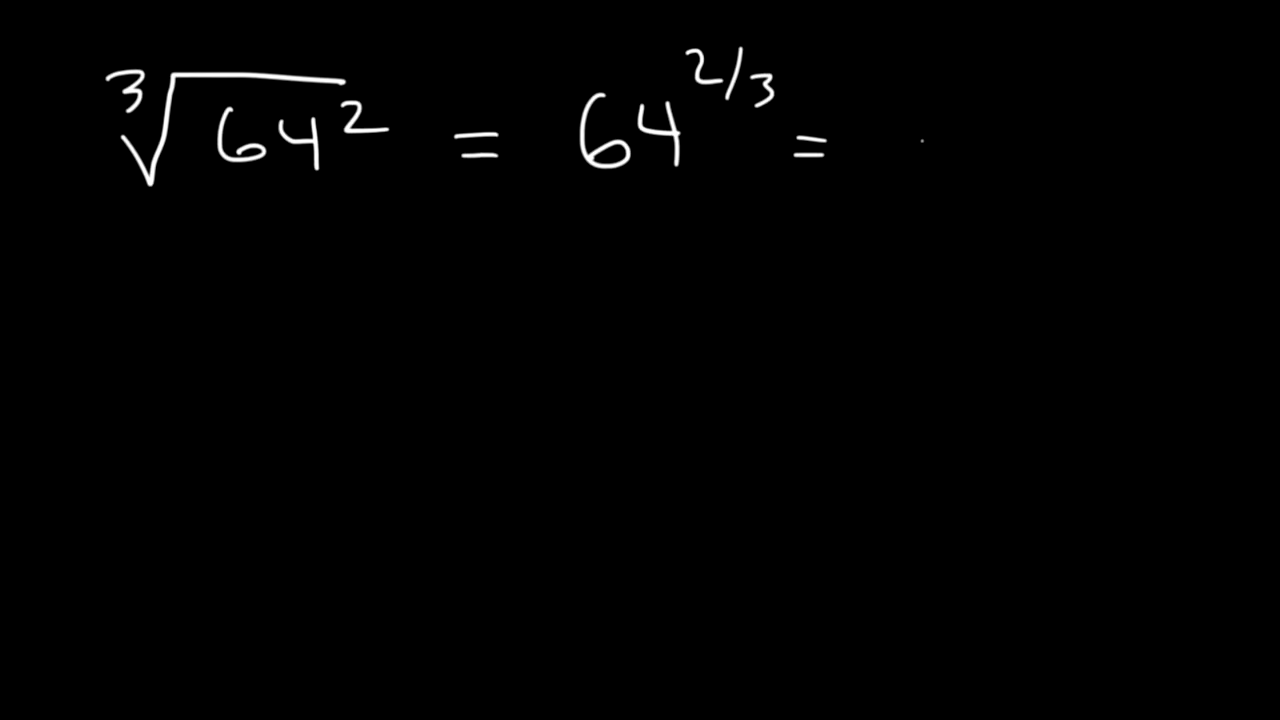 ∛64² = 64^2/3 =